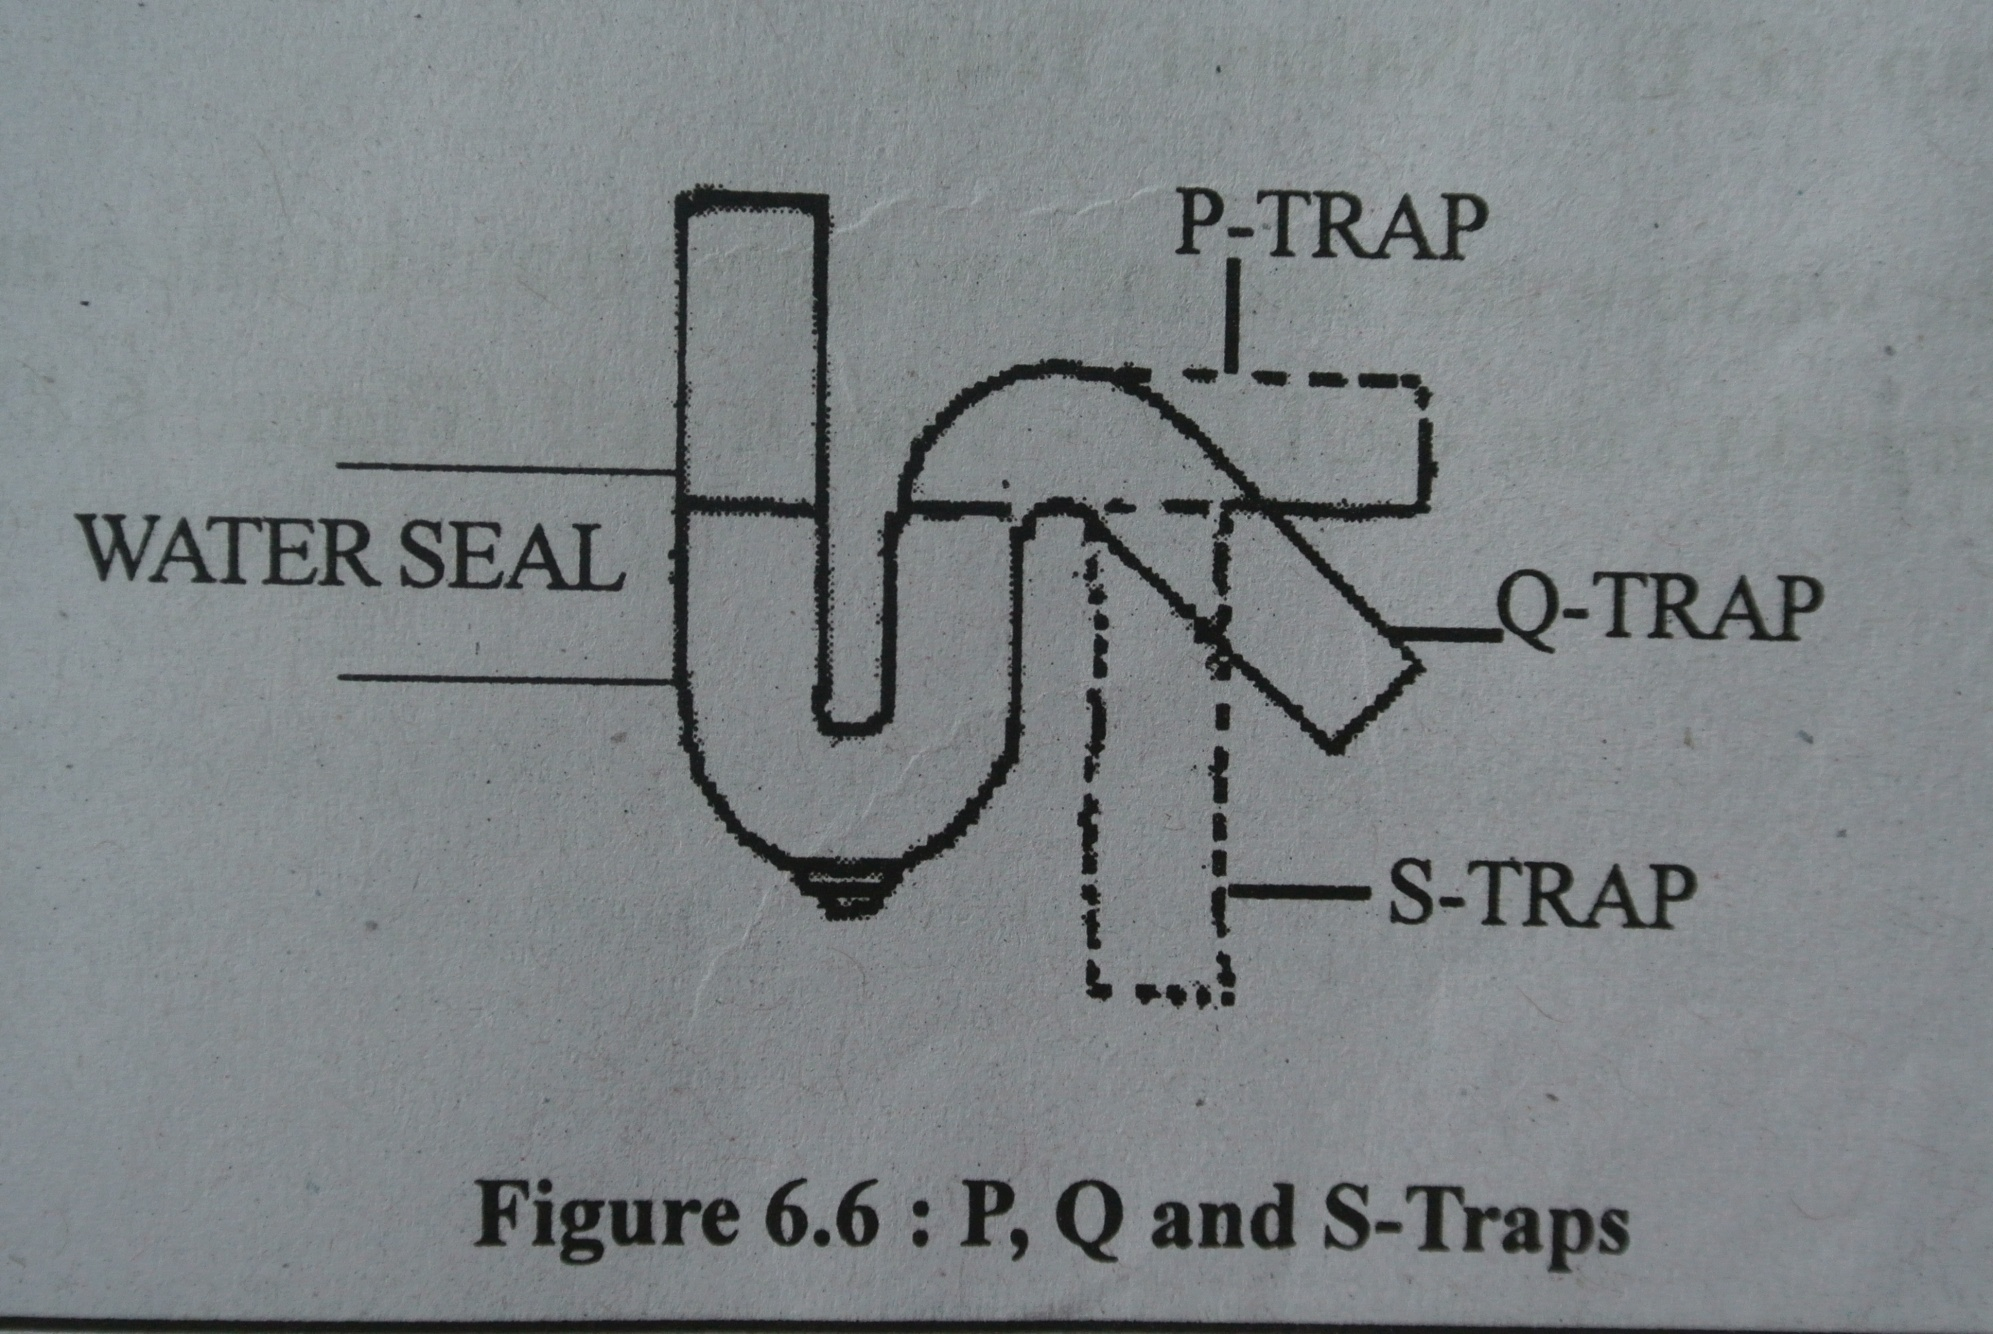 P-TRAP
WATER SEAL
Q-TRAP
S-TRAP
Figure 6.6 : P, Q and S-Traps